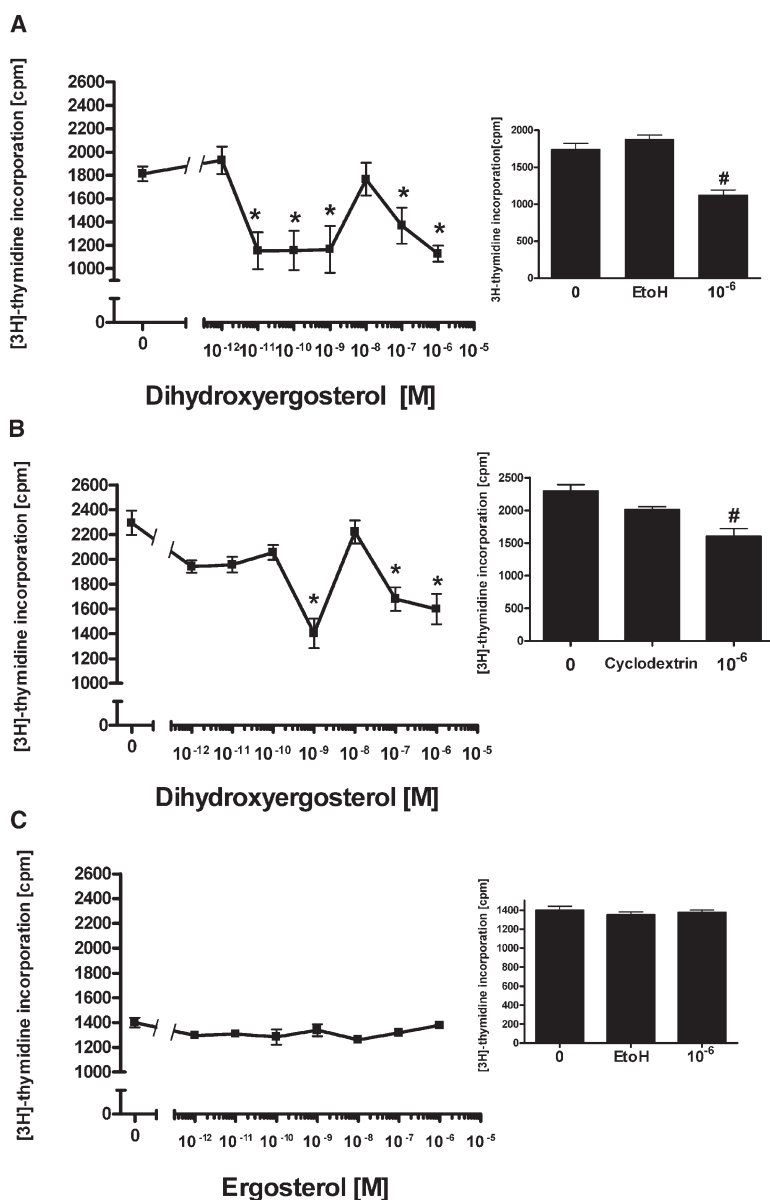 A
[3H]-thymidine incorporation [cpm]
2600
2400
2200
2000
1800
1600
1400
1200
1000
0
* * * * *
0 10-12 10-11 10-10 10-9 10-8 10-7 10-6 10-5
Dihydroxyergosterol [M]
3H-thymidine incorporation[cpm]
2000
1500
1000
500
0
#
0 EtoH 10-6
B
[3H]-thymidine incorporation [cpm]
2600
2400
2200
2000
1800
1600
1400
1200
1000
0
* * *
0 10-12 10-11 10-10 10-9 10-8 10-7 10-6 10-5
Dihydroxyergosterol [M]
[3H]-thymidine incorporation [cpm]
2500
2000
1500
1000
500
0
#
0 Cyclodextrin 10-6
C
[3H]-thymidine incorporation [cpm]
2600
2400
2200
2000
1800
1600
1400
1200
1000
0
0 10-12 10-11 10-10 10-9 10-8 10-7 10-6 10-5
Ergosterol [M]
[3H]-thymidine incorporation [cpm]
1400
1200
1000
800
600
400
200
0
0 EtoH 10-6